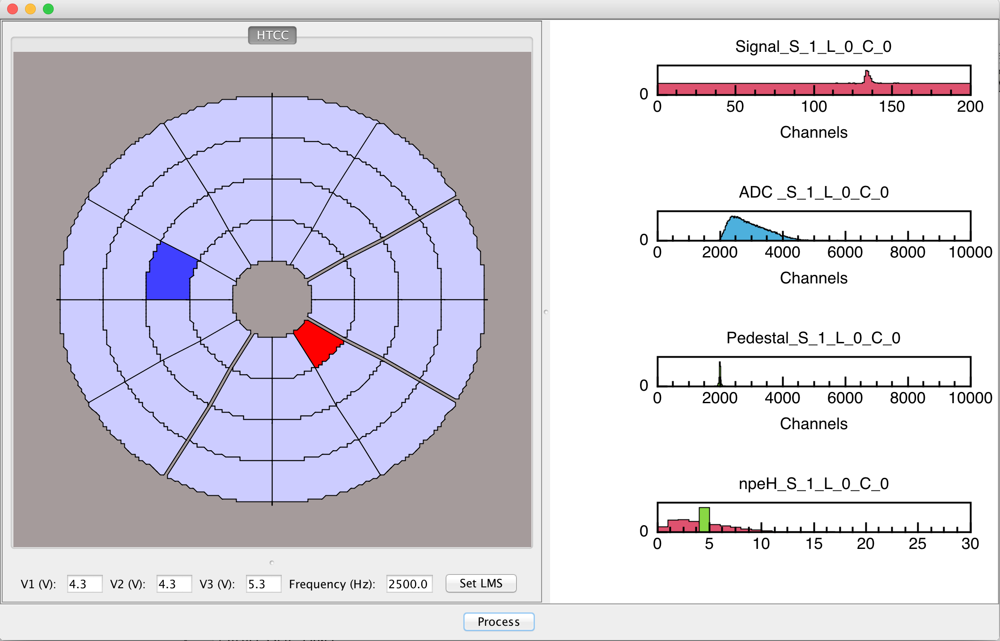 HTCC
V1 (V): 4.3 V2 (V): 4.3 V3 (V): 5.3 Frequency (Hz): 2500.0 Set LMS
Signal_S_1_L_0_C_0
0
0 50 100 150 200
Channels
ADC _S_1_L_0_C_0
0
0 2000 4000 6000 8000 10000
Channels
Pedestal_S_1_L_0_C_0
0
0 2000 4000 6000 8000 10000
Channels
npeH_S_1_L_0_C_0
0
0 5 10 15 20 25 30
Process